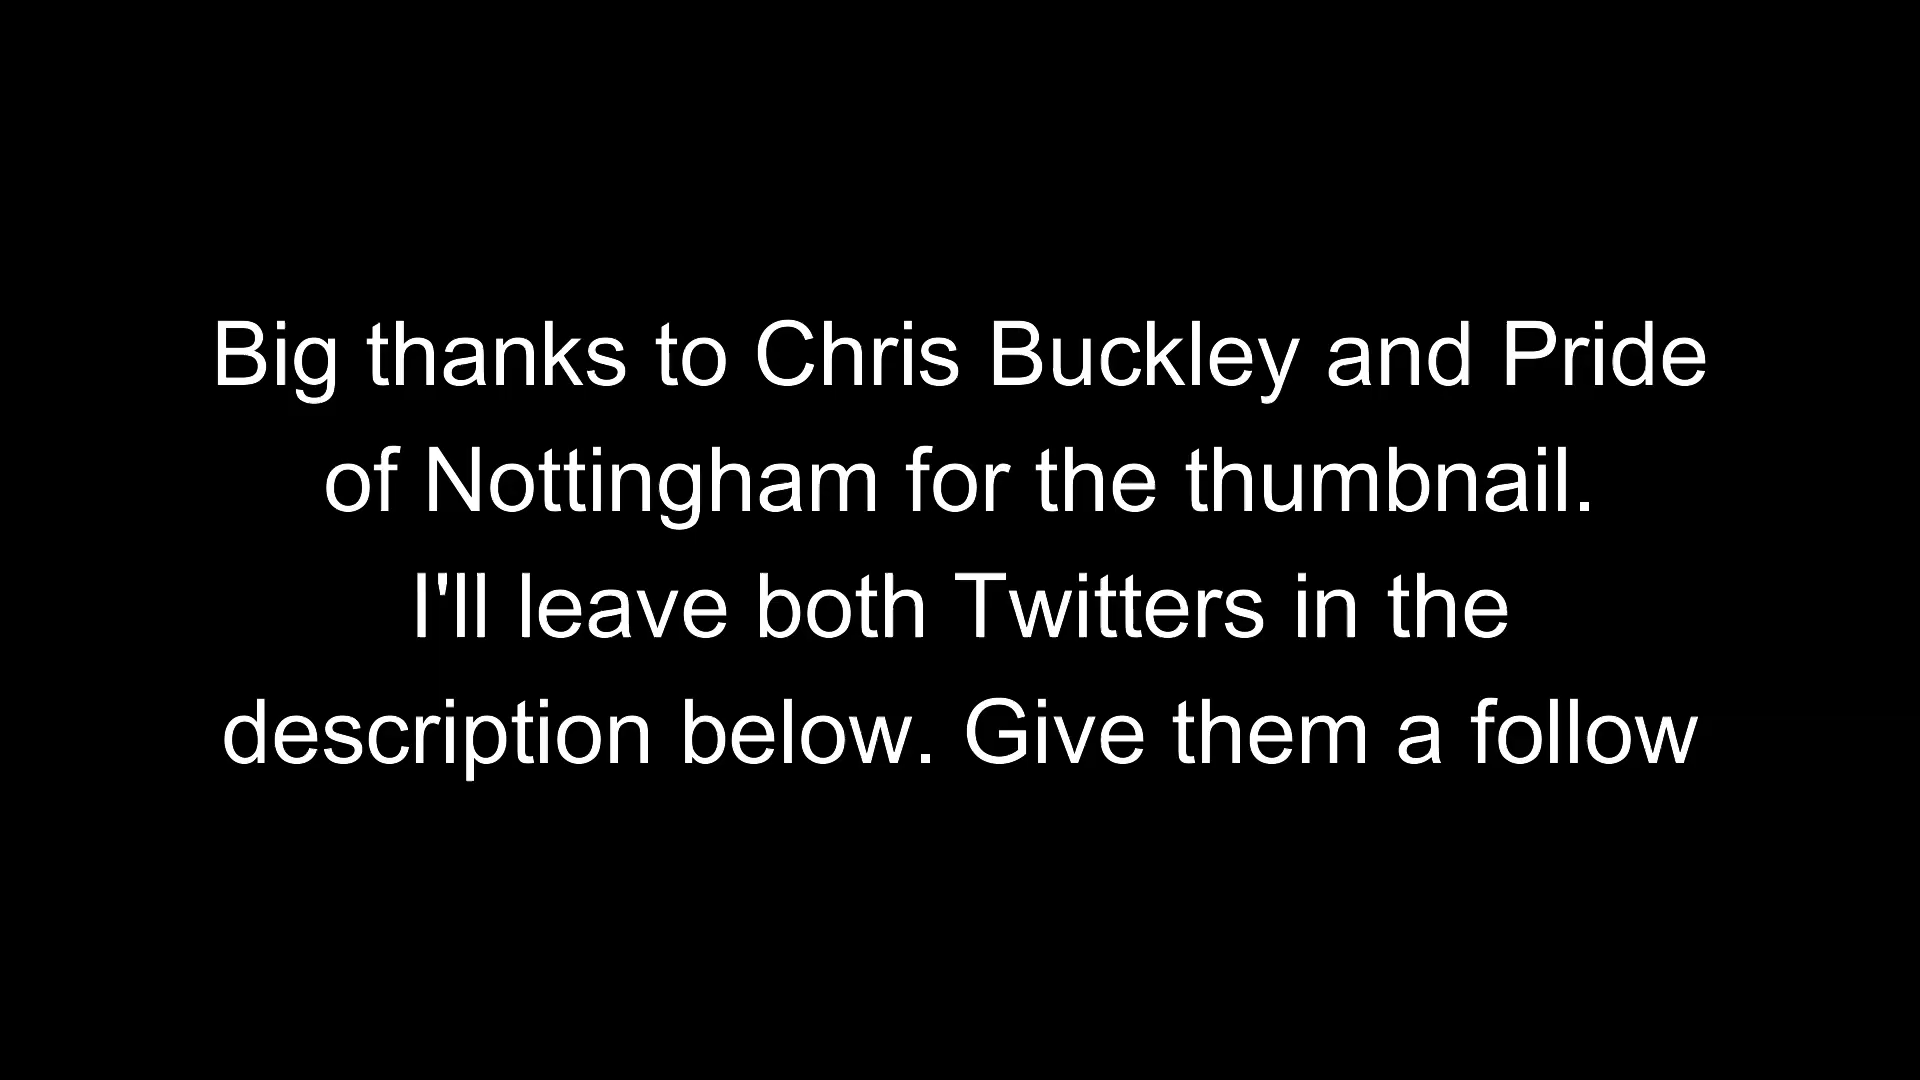 Big thanks to Chris Buckley and Pride
of Nottingham for the thumbnail.
I'll leave both Twitters in the
description below. Give them a follow